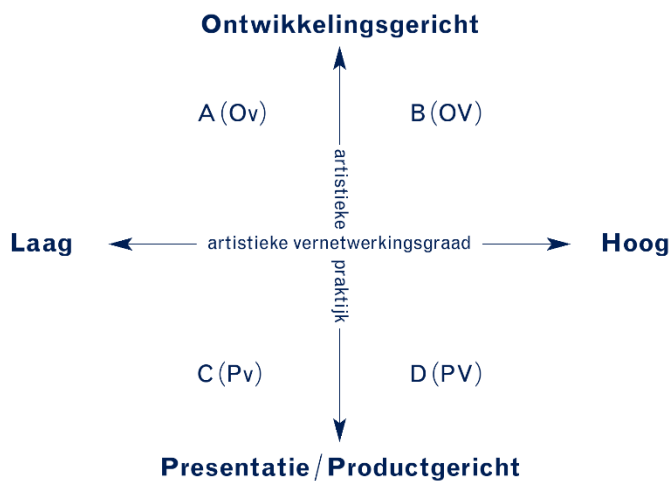 Ontwikkelingsgericht
A (Ov)
B (OV)
artistieke praktijk
Laag
artistieke vernetwerkingsgraad
Hoog
C (Pv)
D (PV)
Presentatie / Productgericht